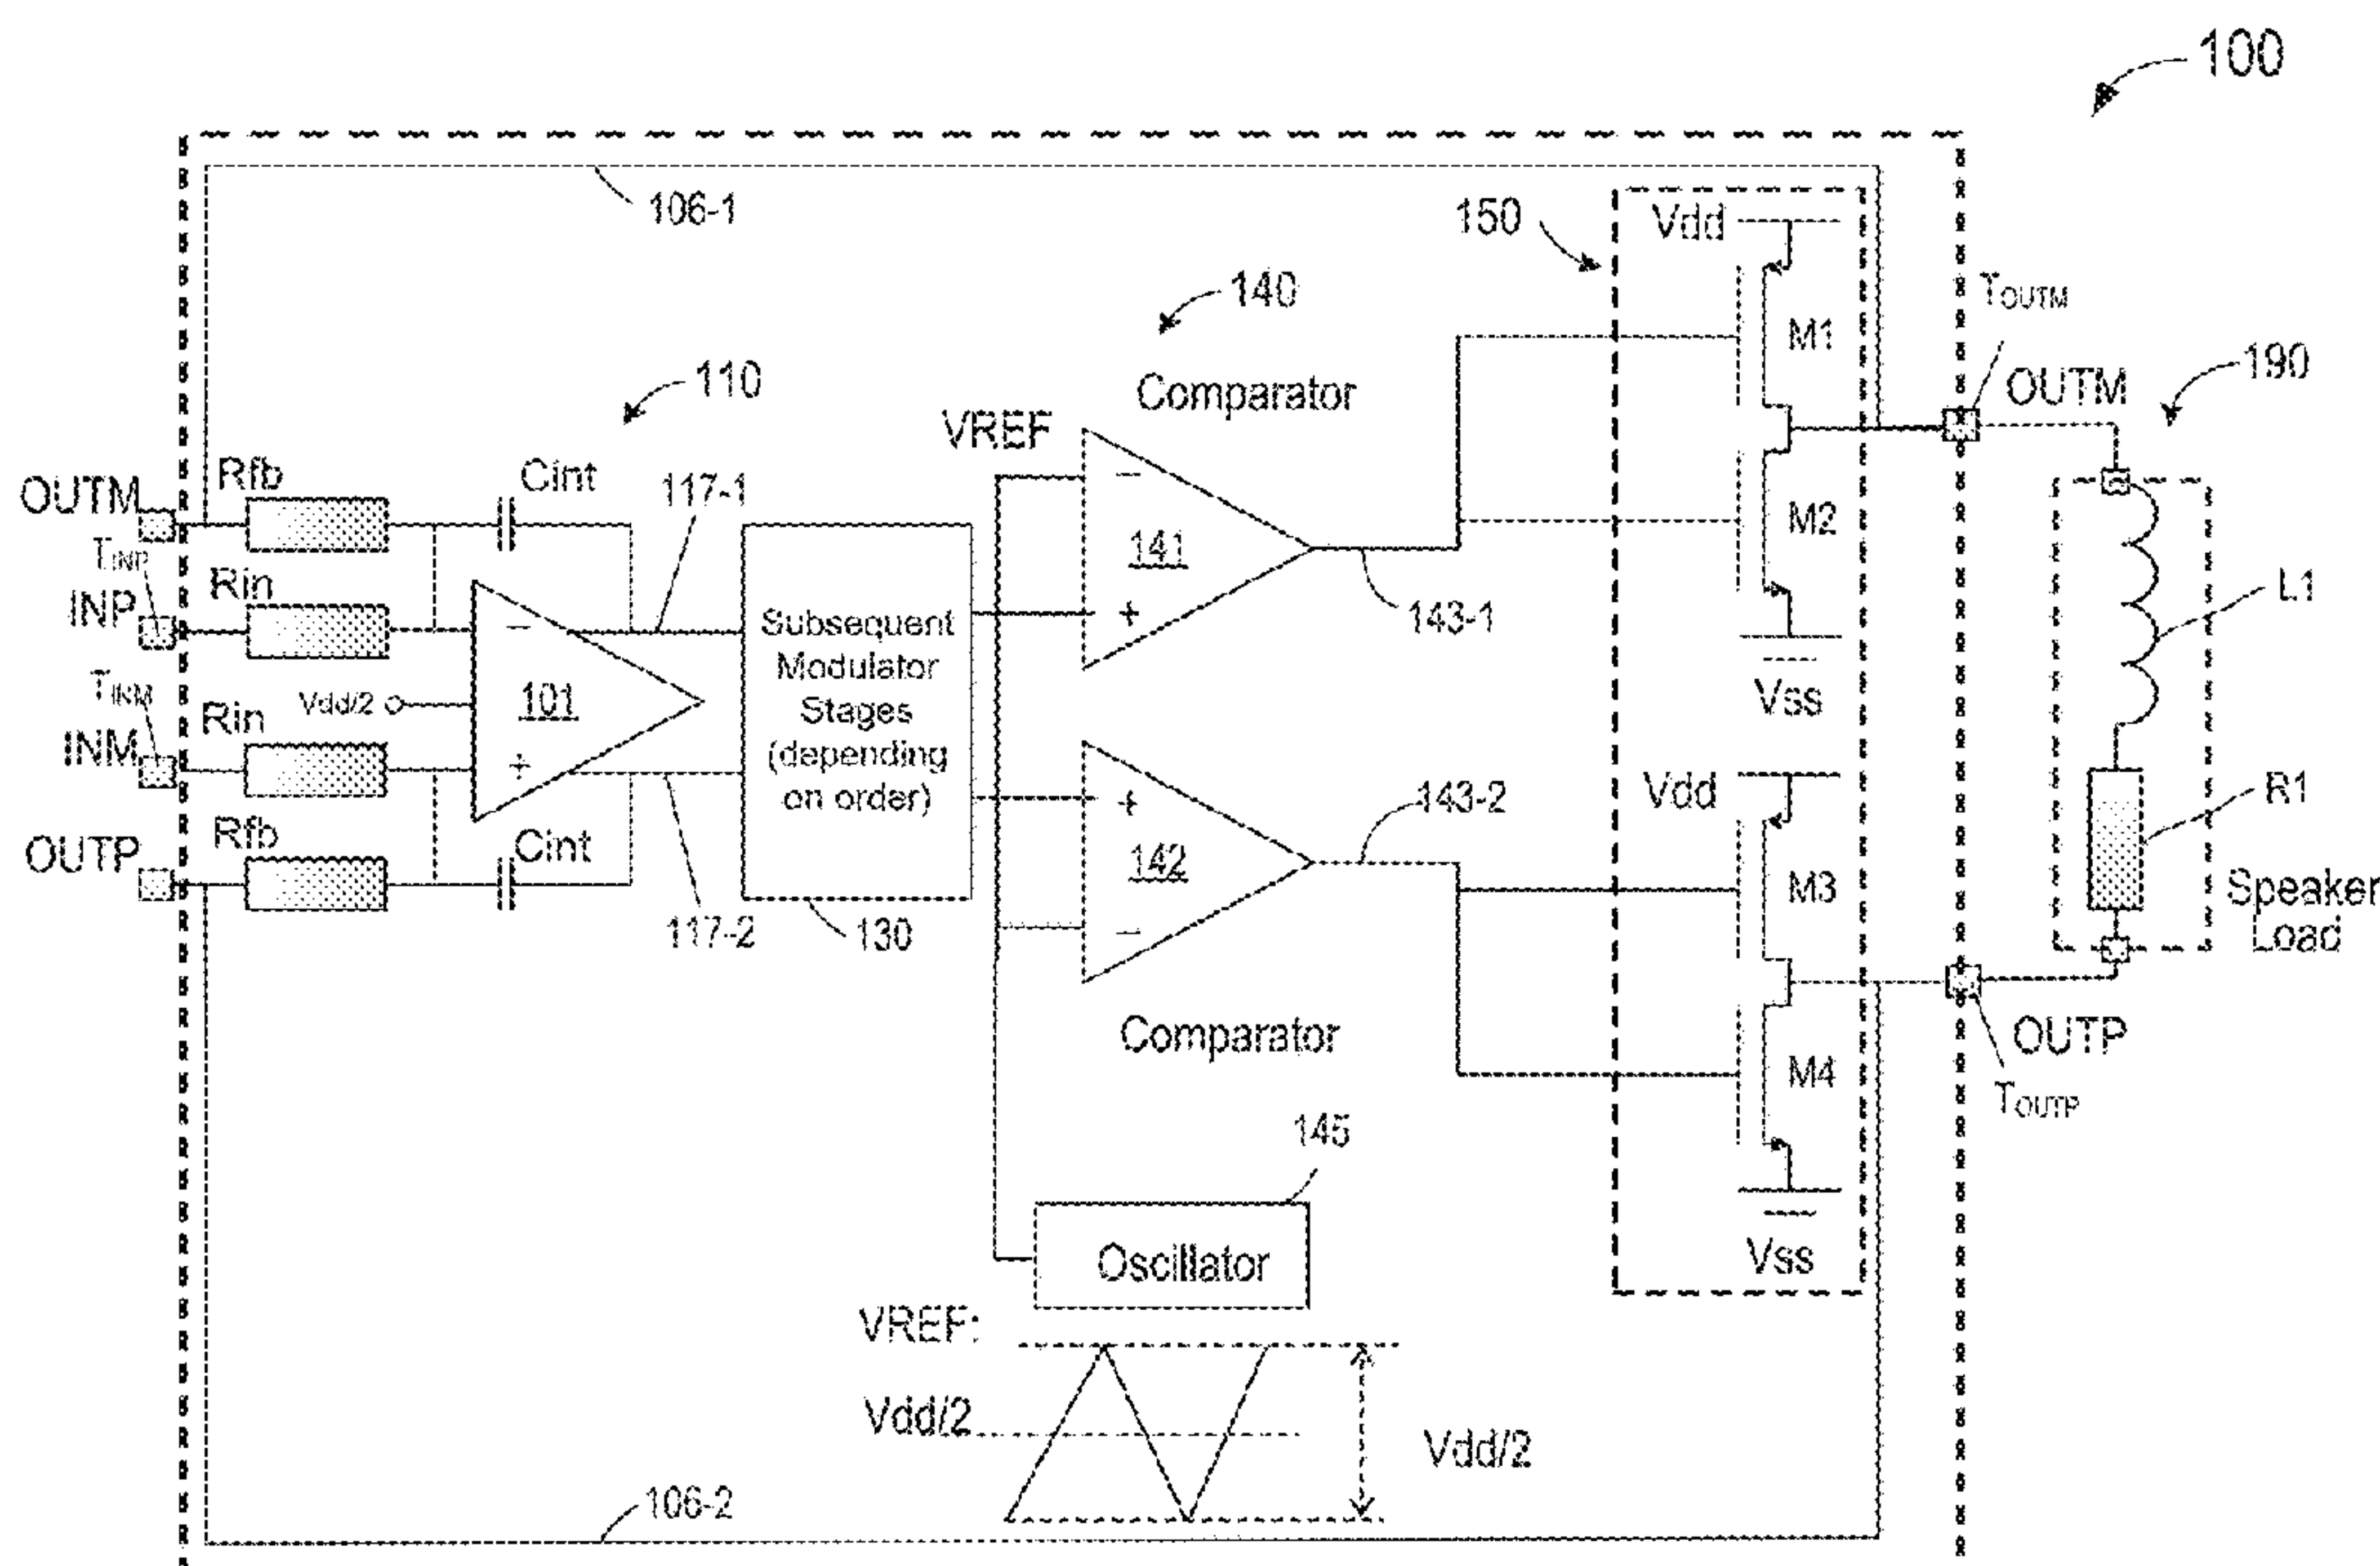 100
106-1
150
Vdd
TOUTM
140
M1
110
Comparator
OUTM
190
VREF
OUTM
Rfb
Cint
117-1
−
M2
TINP
141
INP
Rin
−
+
143-1
L1
Subsequent
Modulator
Stages
(depending
on order)
TINM
Vdd/2
101
Vss
INM
Rin
+
+
143-2
Vdd
R1
OUTP
Rfb
Cint
142
M3
Speaker
Load
117-2
130
−
Comparator
OUTP
M4
TOUTP
145
Oscillator
Vss
VREF:
Vdd/2
Vdd/2
106-2